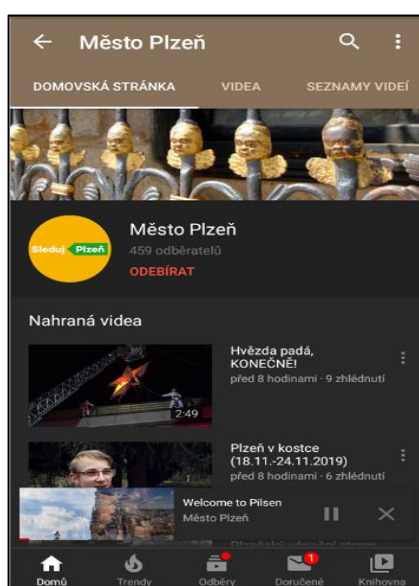 Město Plzeň
DOMOVSKÁ STRÁNKA VIDEA SEZNAMY VIDEÍ
Sleduj Plzeň
Město Plzeň
459 odběratelů
ODEBÍRAT
Nahraná videa
Hvězda padá,
KONEČNĚ!
před 8 hodinami · 9 zhlédnutí
2:49
Plzeň v kostce
(18.11.-24.11.2019)
před 8 hodinami · 6 zhlédnutí
Welcome to Pilsen
Město Plzeň
Domů Trendy Odběry Doručené 1 Knihovna